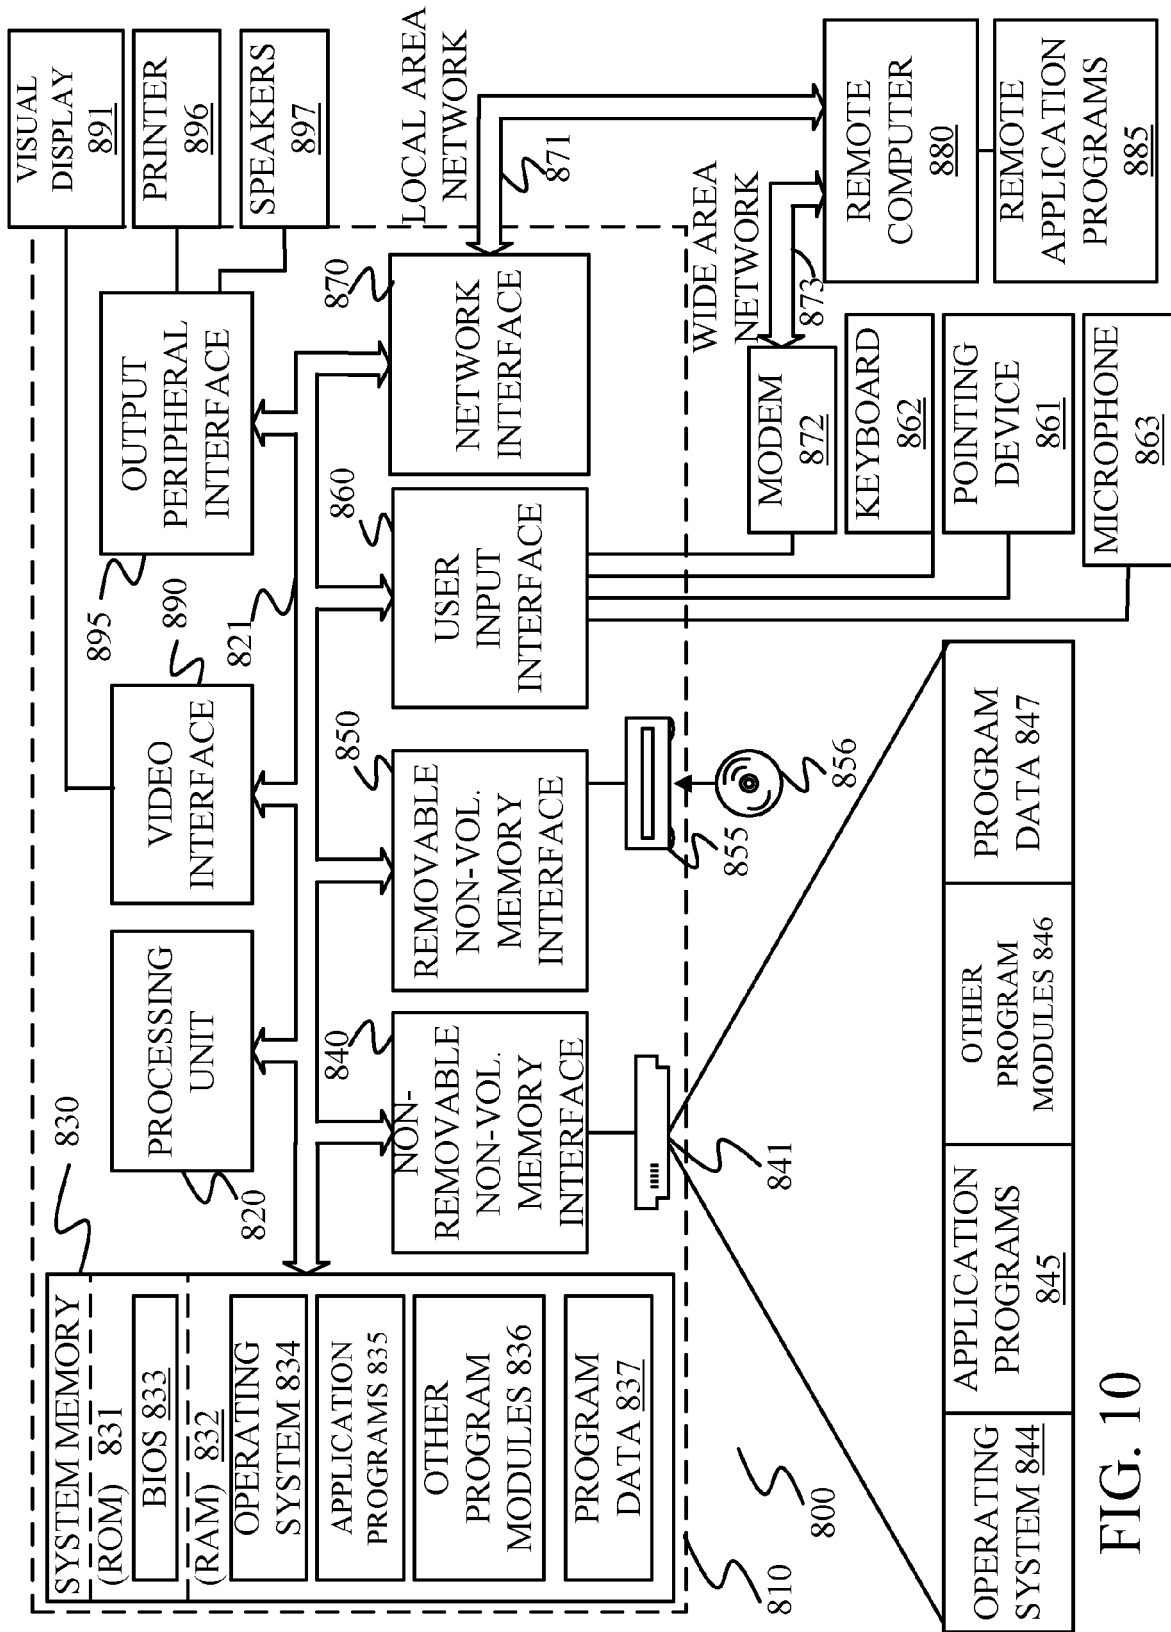 SYSTEM MEMORY
(ROM) 831
BIOS 833
(RAM) 832
OPERATING
SYSTEM 834
APPLICATION
PROGRAMS 835
OTHER
PROGRAM
MODULES 836
PROGRAM
DATA 837
830
PROCESSING
UNIT
820
VIDEO
INTERFACE
890
OUTPUT
PERIPHERAL
INTERFACE
895
821
VISUAL
DISPLAY
891
PRINTER
896
SPEAKERS
897
NON-
REMOVABLE
NON-VOL.
MEMORY
INTERFACE
840
REMOVABLE
NON-VOL.
MEMORY
INTERFACE
850
USER
INPUT
INTERFACE
860
NETWORK
INTERFACE
870
LOCAL AREA
NETWORK
871
WIDE AREA
NETWORK
873
810
800
841
855
856
MODEM
872
KEYBOARD
862
POINTING
DEVICE
861
MICROPHONE
863
REMOTE
COMPUTER
880
REMOTE
APPLICATION
PROGRAMS
885
OPERATING
SYSTEM 844
APPLICATION
PROGRAMS
845
OTHER
PROGRAM
MODULES 846
PROGRAM
DATA 847
FIG. 10